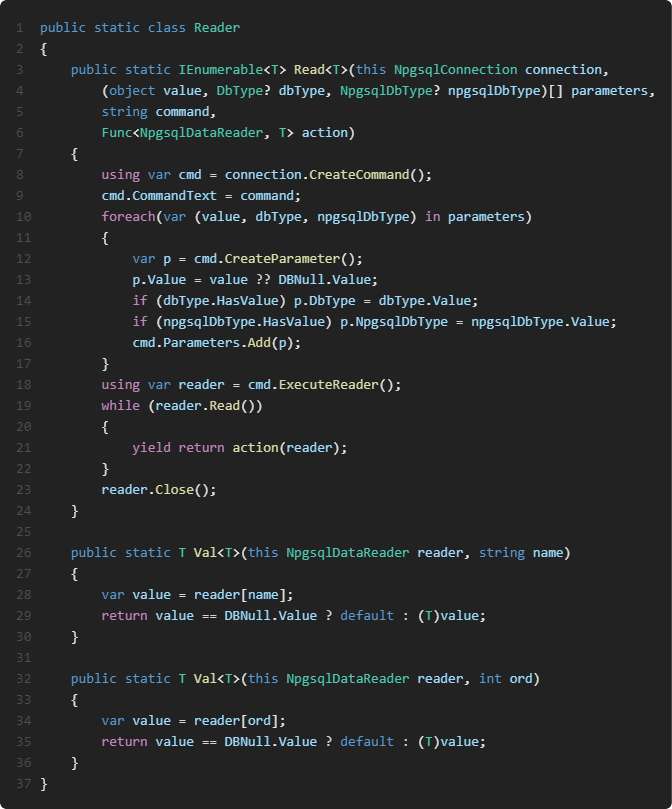 1 public static class Reader
2 {
3     public static IEnumerable<T> Read<T>(this NpgsqlConnection connection,
4         (object value, DbType? dbType, NpgsqlDbType? npgsqlDbType)[] parameters,
5         string command,
6         Func<NpgsqlDataReader, T> action)
7     {
8         using var cmd = connection.CreateCommand();
9         cmd.CommandText = command;
10         foreach(var (value, dbType, npgsqlDbType) in parameters)
11         {
12             var p = cmd.CreateParameter();
13             p.Value = value ?? DBNull.Value;
14             if (dbType.HasValue) p.DbType = dbType.Value;
15             if (npgsqlDbType.HasValue) p.NpgsqlDbType = npgsqlDbType.Value;
16             cmd.Parameters.Add(p);
17         }
18         using var reader = cmd.ExecuteReader();
19         while (reader.Read())
20         {
21             yield return action(reader);
22         }
23         reader.Close();
24     }
25
26     public static T Val<T>(this NpgsqlDataReader reader, string name)
27     {
28         var value = reader[name];
29         return value == DBNull.Value ? default : (T)value;
30     }
31
32     public static T Val<T>(this NpgsqlDataReader reader, int ord)
33     {
34         var value = reader[ord];
35         return value == DBNull.Value ? default : (T)value;
36     }
37 }